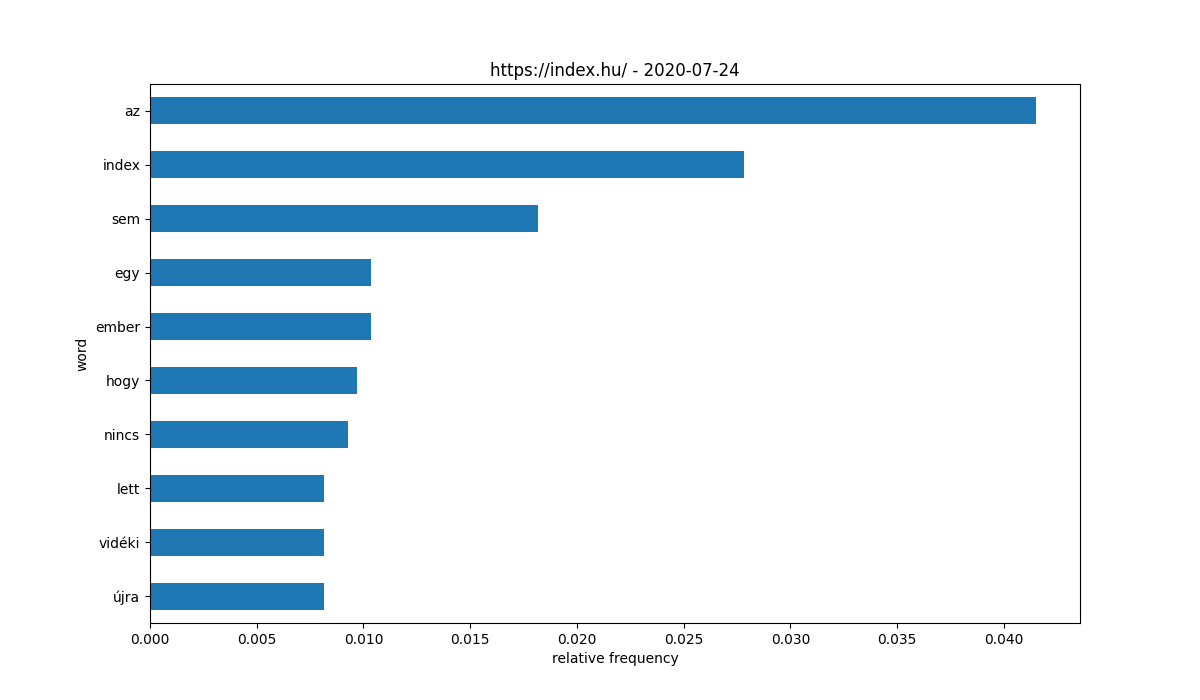 https://index.hu/ - 2020-07-24
az
index
sem
egy
ember
hogy
nincs
lett
vidéki
újra
word
0.000 0.005 0.010 0.015 0.020 0.025 0.030 0.035 0.040
relative frequency